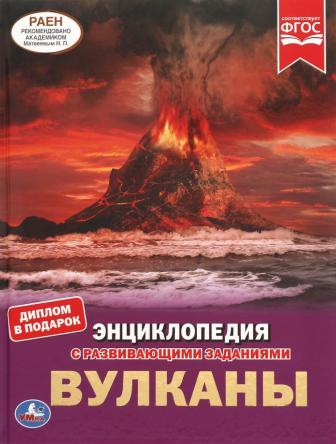 РАЕН
РЕКОМЕНДОВАНО
АКАДЕМИКОМ
Матвеевым Н. П.
соответствует
ФГОС
ДИПЛОМ
В ПОДАРОК
ЭНЦИКЛОПЕДИЯ
С РАЗВИВАЮЩИМИ ЗАДАНИЯМИ
ВУЛКАНЫ
УМка